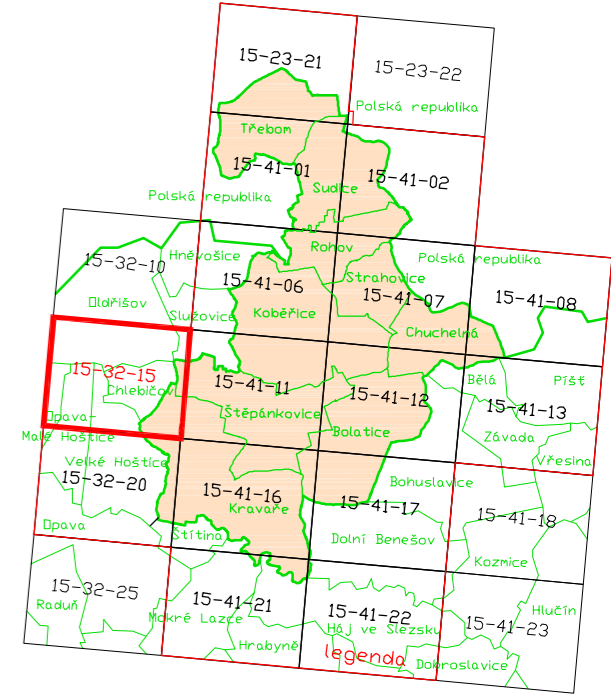 15-23-21
15-23-22
Polská republika
Třebom
15-41-01
15-41-02
Sudice
Polská republika
Rohov
Hněvošice
Polská republika
15-32-10
15-41-06
Strahovice
15-41-07
15-41-08
Oldřišov
Služovice
Kobeřice
Chuchelná
15-32-15
Chlebičov
15-41-11
15-41-12
Bělá
Píšť
Štěpánkovice
15-41-13
Opava-
Malé Hoštice
Bolatice
Závada
Velké Hoštice
Vřesina
15-32-20
15-41-16
Bohuslavice
Kravaře
15-41-17
15-41-18
Opava
Štítina
Dolní Benešov
Kozmice
15-32-25
Raduň
15-41-21
15-41-22
Hlučín
Mokré Lazce
Háj ve Slezsku
15-41-23
Hrabyně
legenda
Dobroslavice